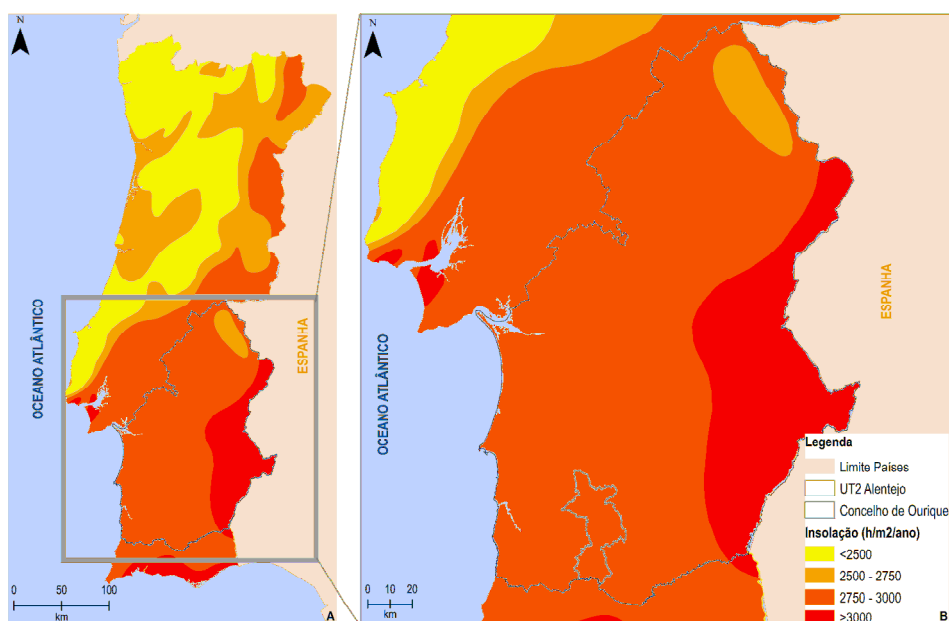 N
OCEANO ATLÂNTICO
ESPANHA
0 50 100
km
A
N
OCEANO ATLÂNTICO
ESPANHA
0 10 20
km
Legenda
Limite Países
UT2 Alentejo
Concelho de Ourique
Insolação (h/m2/ano)
<2500
2500 - 2750
2750 - 3000
>3000
B